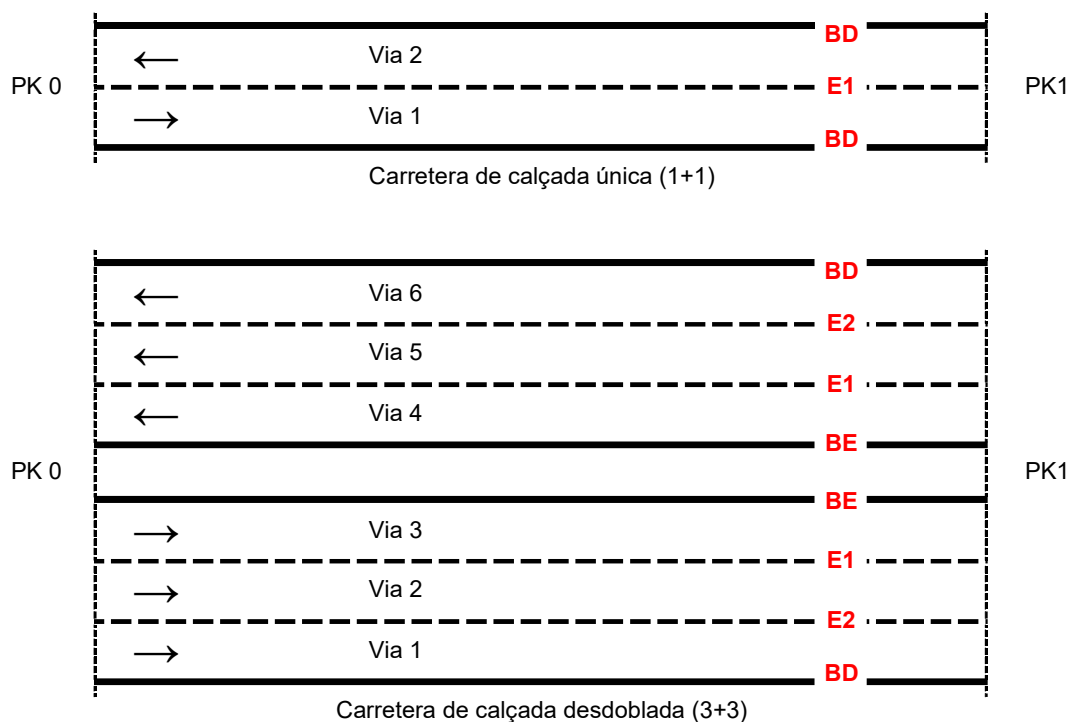 BD
Via 2
PK 0 E1 PK1
Via 1
BD
Carretera de calçada única (1+1)
BD
Via 6
E2
Via 5
E1
Via 4
BE
PK 0 PK1
BE
Via 3
E1
Via 2
E2
Via 1
BD
Carretera de calçada desdoblada (3+3)